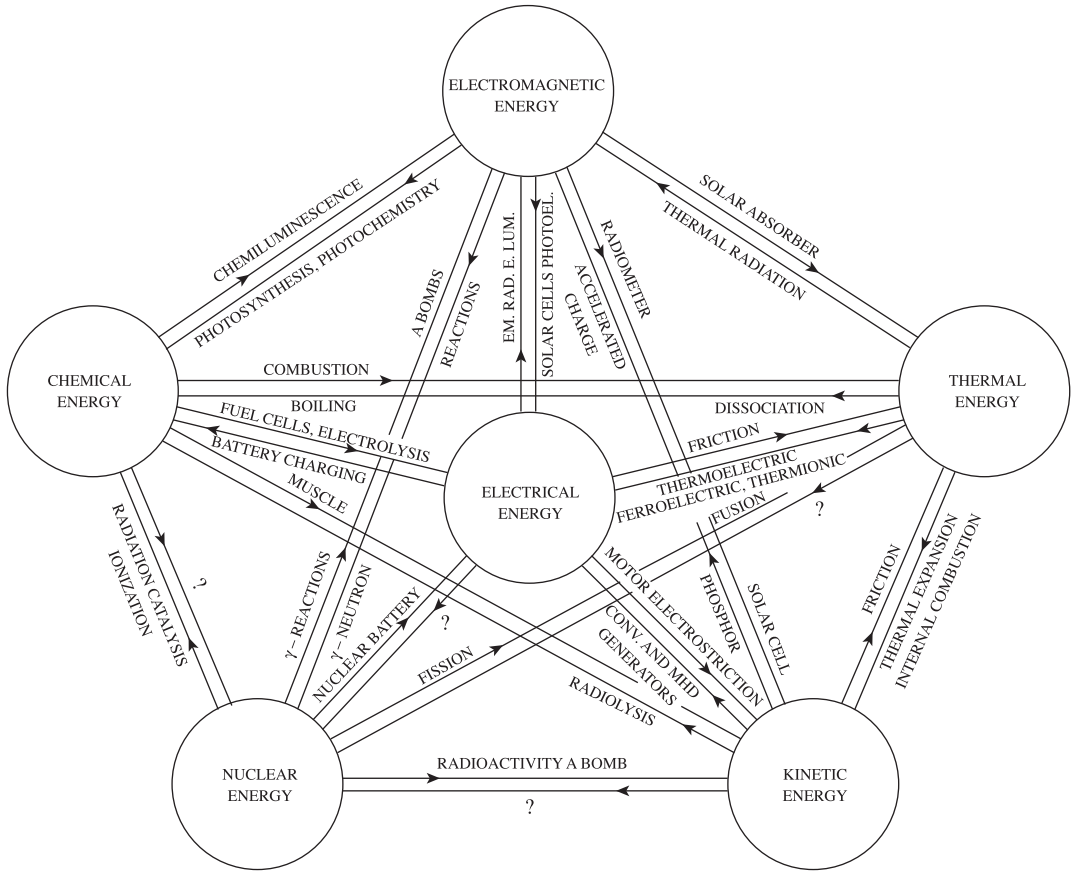 ELECTROMAGNETIC
ENERGY
CHEMILUMINESCENCE
PHOTOSYNTHESIS, PHOTOCHEMISTRY
SOLAR ABSORBER
THERMAL RADIATION
A BOMBS
REACTIONS
EM. RAD. E. LUM.
SOLAR CELLS PHOTOEL.
RADIOMETER
ACCELERATED
CHARGE
CHEMICAL
ENERGY
THERMAL
ENERGY
COMBUSTION
BOILING
DISSOCIATION
FUEL CELLS, ELECTROLYSIS
BATTERY CHARGING
MUSCLE
FRICTION
THERMOELECTRIC
FERROELECTRIC, THERMIONIC
FUSION
?
ELECTRICAL
ENERGY
RADIATION CATALYSIS
IONIZATION
?
γ – REACTIONS
γ – NEUTRON
NUCLEAR BATTERY
?
FISSION
MOTOR ELECTROSTRICTION
CONV. AND MHD
GENERATORS
PHOSPHOR
SOLAR CELL
RADIOLYSIS
FRICTION
THERMAL EXPANSION
INTERNAL COMBUSTION
NUCLEAR
ENERGY
RADIOACTIVITY A BOMB
?
KINETIC
ENERGY